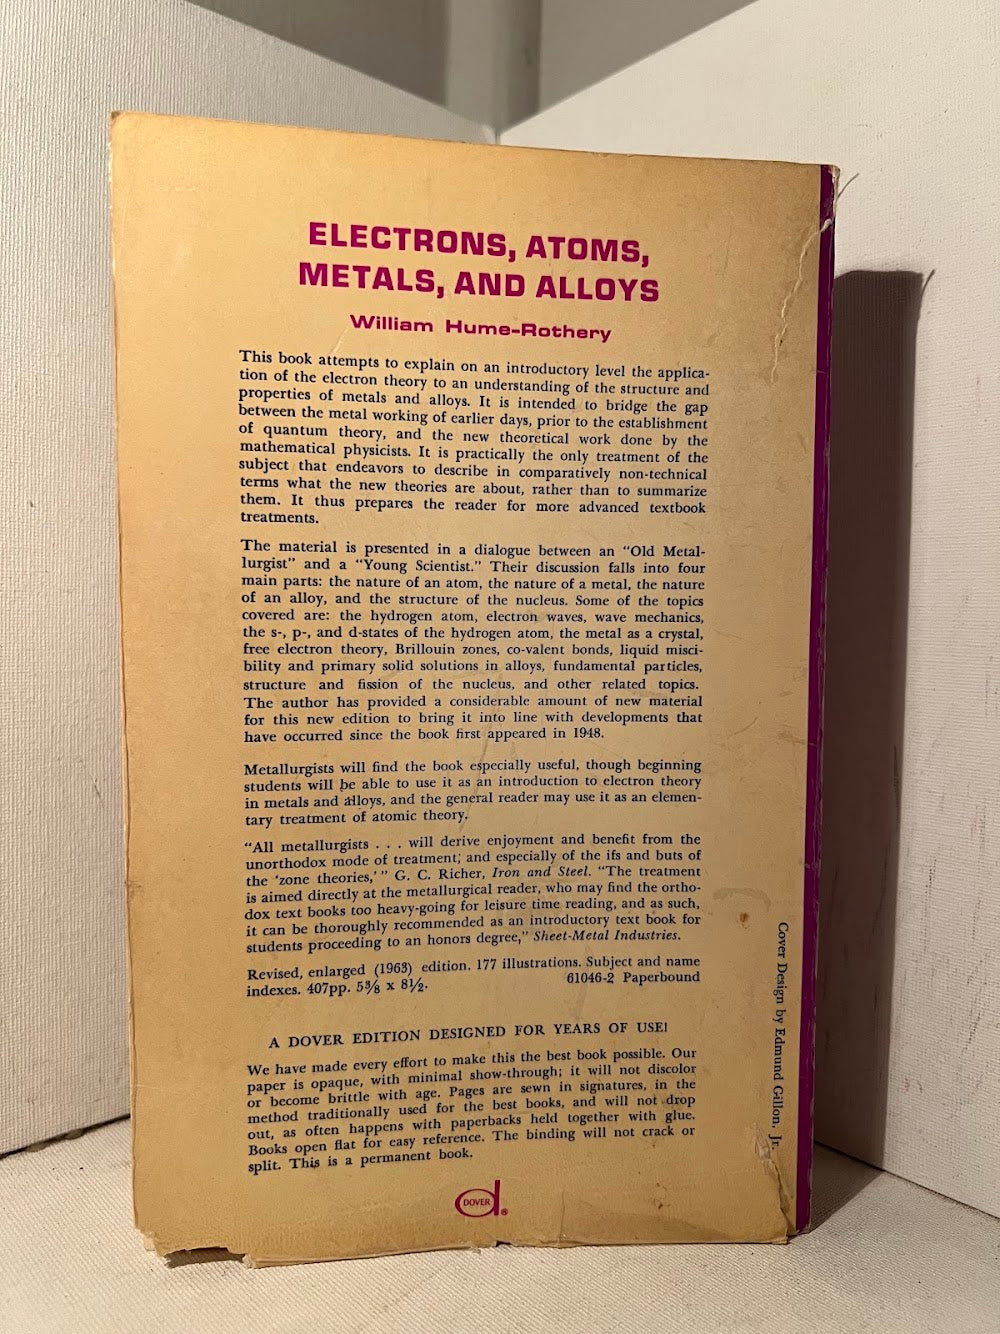 ELECTRONS, ATOMS,
METALS, AND ALLOYS
William Hume-Rothery
This book attempts to explain on an introductory level the applica-
tion of the electron theory to an understanding of the structure and
properties of metals and alloys. It is intended to bridge the gap
between the metal working of earlier days, prior to the establishment
of quantum theory, and the new theoretical work done by the
mathematical physicists. It is practically the only treatment of the
subject that endeavors to describe in comparatively non-technical
terms what the new theories are about, rather than to summarize
them. It thus prepares the reader for more advanced textbook
treatments.
The material is presented in a dialogue between an "Old Metal-
lurgist" and a "Young Scientist." Their discussion falls into four
main parts: the nature of an atom, the nature of a metal, the nature
of an alloy, and the structure of the nucleus. Some of the topics
covered are: the hydrogen atom, electron waves, wave mechanics,
the s-, p-, and d-states of the hydrogen atom, the metal as a crystal,
free electron theory, Brillouin zones, co-valent bonds, liquid misci-
bility and primary solid solutions in alloys, fundamental particles,
structure and fission of the nucleus, and other related topics.
The author has provided a considerable amount of new material
for this new edition to bring it into line with developments that
have occurred since the book first appeared in 1948.
Metallurgists will find the book especially useful, though beginning
students will be able to use it as an introduction to electron theory
in metals and alloys, and the general reader may use it as an elemen-
tary treatment of atomic theory.
"All metallurgists . . . will derive enjoyment and benefit from the
unorthodox mode of treatment; and especially of the ifs and buts of
the 'zone theories,'" G. C. Richer, Iron and Steel. "The treatment
is aimed directly at the metallurgical reader, who may find the ortho-
dox text books too heavy-going for leisure time reading, and as such,
it can be thoroughly recommended as an introductory text book for
students proceeding to an honors degree," Sheet-Metal Industries.
Revised, enlarged (1963) edition. 177 illustrations. Subject and name
indexes. 407pp. 5⅜ x 8½. 61046-2 Paperbound
A DOVER EDITION DESIGNED FOR YEARS OF USE!
We have made every effort to make this the best book possible. Our
paper is opaque, with minimal show-through; it will not discolor
or become brittle with age. Pages are sewn in signatures, in the
method traditionally used for the best books, and will not drop
out, as often happens with paperbacks held together with glue.
Books open flat for easy reference. The binding will not crack or
split. This is a permanent book.
DOVER ®
Cover Design by Edmund Gillon, Jr.